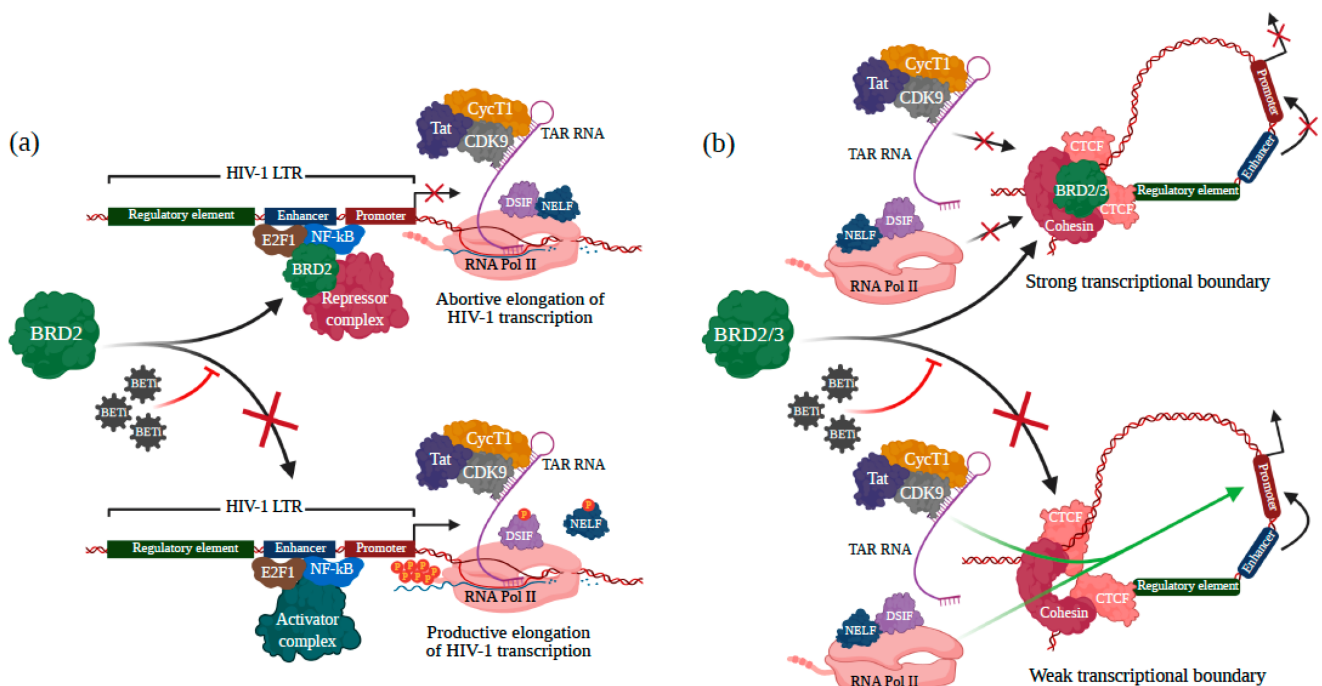 (a)
CycT1
Tat
CDK9
TAR RNA
HIV-1 LTR
DSIF
NELF
Regulatory element
Enhancer
Promoter
E2F1
NF-kB
BRD2
RNA Pol II
Repressor
complex
Abortive elongation of
HIV-1 transcription
BRD2
BETi
BETi
BETi
CycT1
Tat
CDK9
TAR RNA
HIV-1 LTR
P
DSIF
P
NELF
Regulatory element
Enhancer
Promoter
E2F1
NF-kB
P P P
P P P P
RNA Pol II
Activator
complex
Productive elongation
of HIV-1 transcription
(b)
CycT1
Tat
CDK9
TAR RNA
CTCF
BRD2/3
CTCF
Cohesin
Promoter
Enhancer
Regulatory element
DSIF
NELF
RNA Pol II
Strong transcriptional boundary
BRD2/3
BETi
BETi
BETi
CycT1
Tat
CDK9
TAR RNA
CTCF
CTCF
Cohesin
Promoter
Enhancer
Regulatory element
DSIF
NELF
RNA Pol II
Weak transcriptional boundary